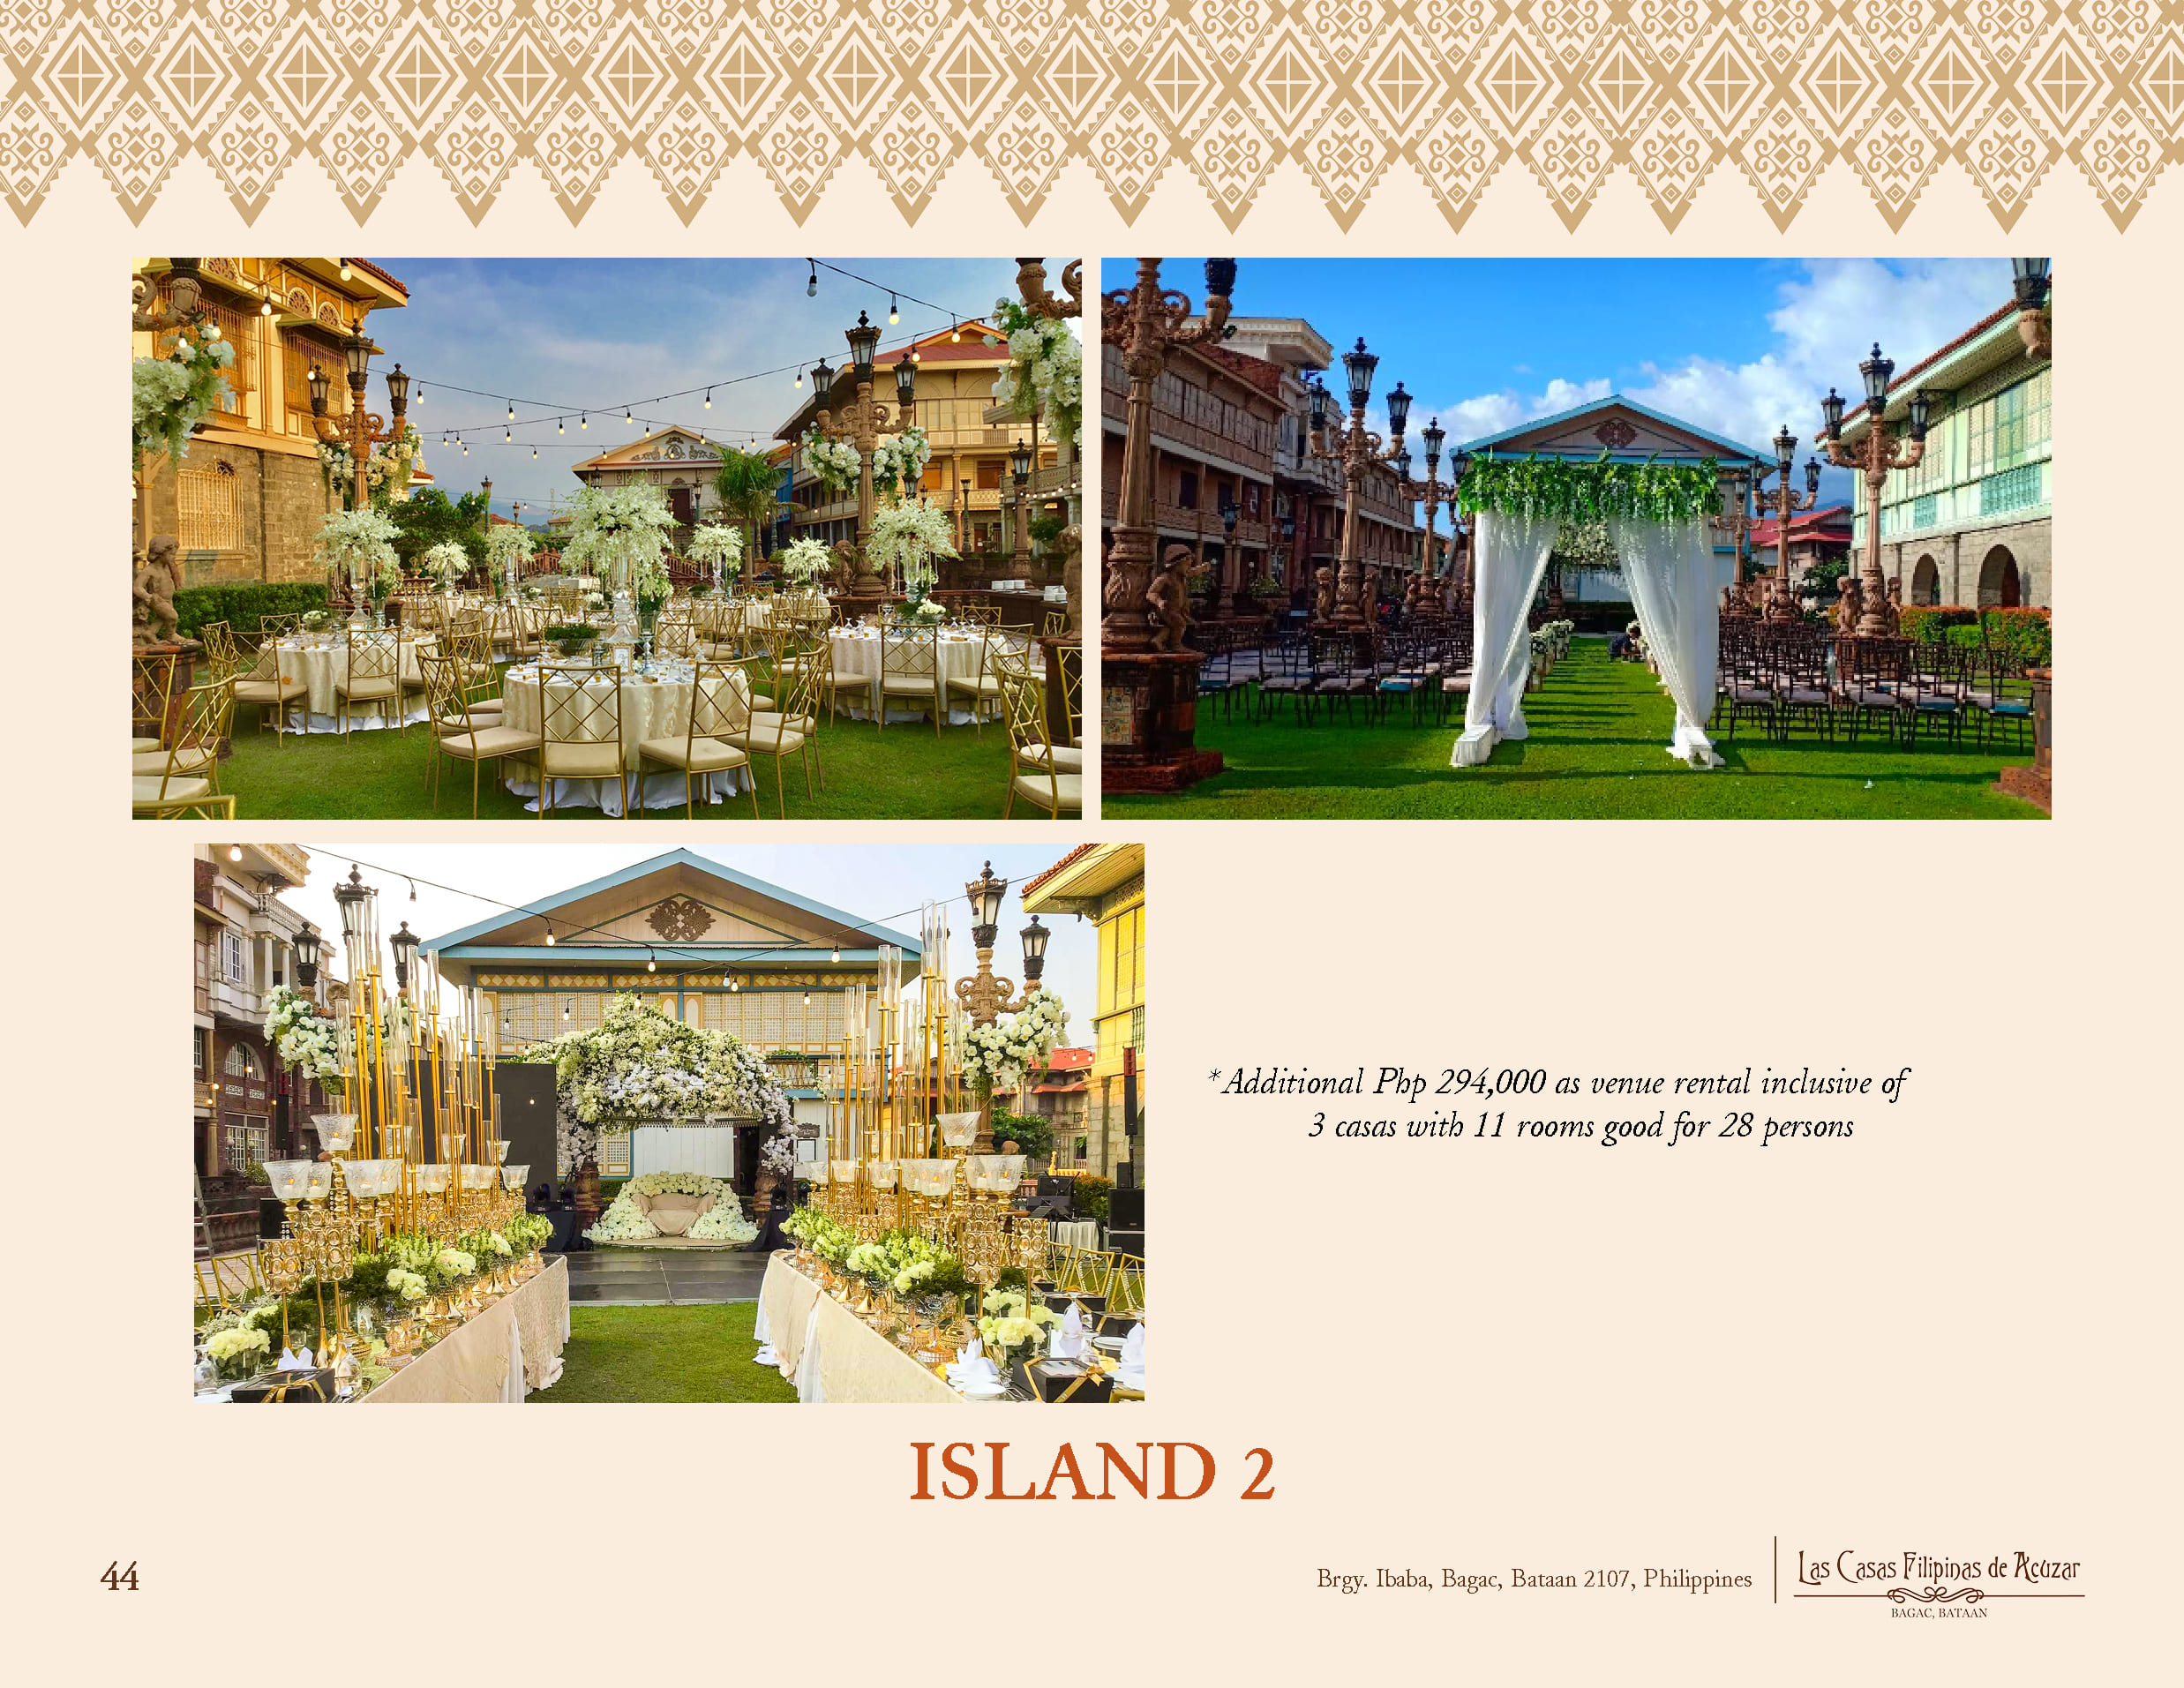 *Additional Php 294,000 as venue rental inclusive of
3 casas with 11 rooms good for 28 persons
ISLAND 2
44
Brgy. Ibaba, Bagac, Bataan 2107, Philippines
Las Casas Filipinas de Acuzar
BAGAC, BATAAN